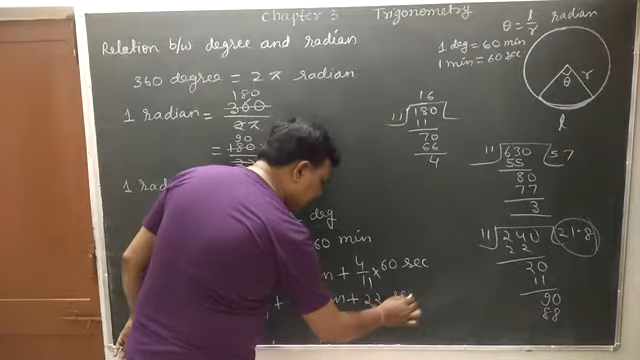 Chapter 3 Trigonometry
θ = l/r radian
Relation b/w degree and radian
1 deg = 60 min
1 min = 60 sec
360 degree = 2π radian
180
1 radian = 360/2π
90
= 180
1 rad
deg
60 min
+ 4/11 × 60 sec
+ 22
16
11 180
11
70
66
4
θ
r
l
11 630 57
55
80
77
3
11 240 21.8
22
20
11
90
88